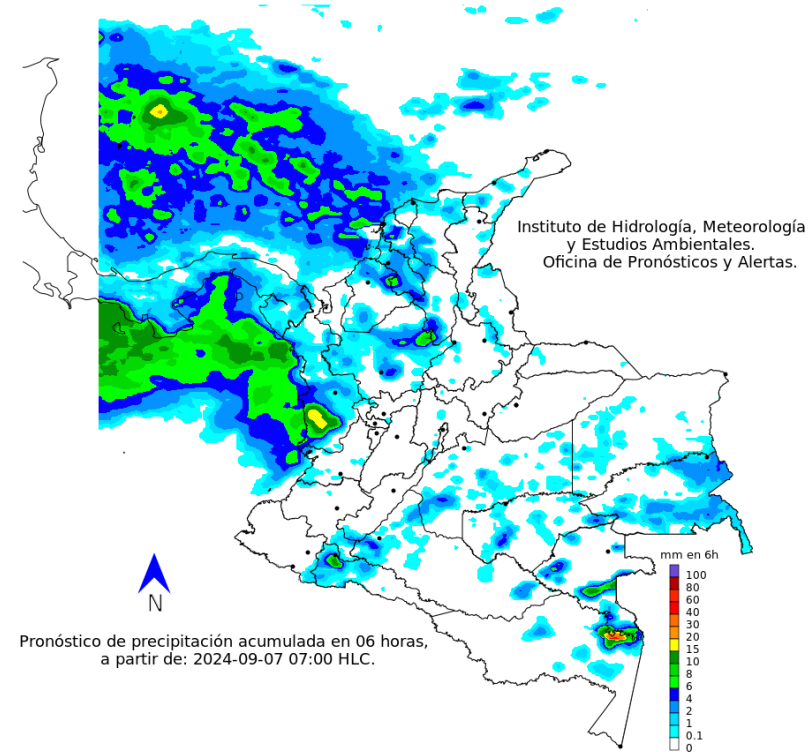 Instituto de Hidrología, Meteorología
y Estudios Ambientales.
Oficina de Pronósticos y Alertas.
mm en 6h
100
80
60
40
30
20
15
10
8
6
4
2
1
0.1
0
N
Pronóstico de precipitación acumulada en 06 horas,
a partir de: 2024-09-07 07:00 HLC.